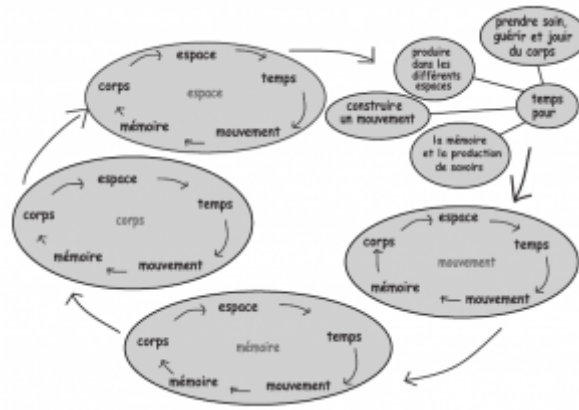 espace
corps
temps
espace
mémoire
mouvement
prendre soin,
guérir et jouir
du corps
produire
dans les
différents
espaces
construire
un mouvement
temps
pour
la mémoire
et la production
de savoirs
espace
corps
temps
mouvement
mémoire
mouvement
espace
corps
temps
mémoire
mémoire
mouvement
espace
corps
temps
corps
mémoire
mouvement